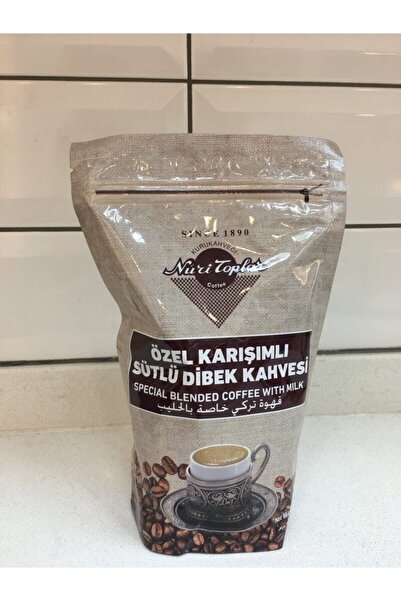 SINCE 1890
KURUKAHVECİ
Nuri Toplar
Coffee
ÖZEL KARIŞIMLI
SÜTLÜ DİBEK KAHVESİ
SPECIAL BLENDED COFFEE WITH MILK
قهوة تركي خاصة بالحليب
Net